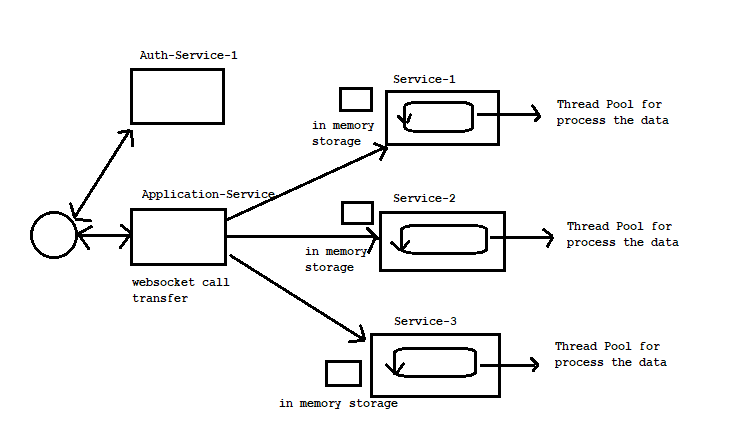 Auth-Service-1
Service-1
in memory
storage
Thread Pool for
process the data
Application-Service
Service-2
in memory
storage
Thread Pool for
process the data
websocket call
transfer
Service-3
in memory storage
Thread Pool for
process the data